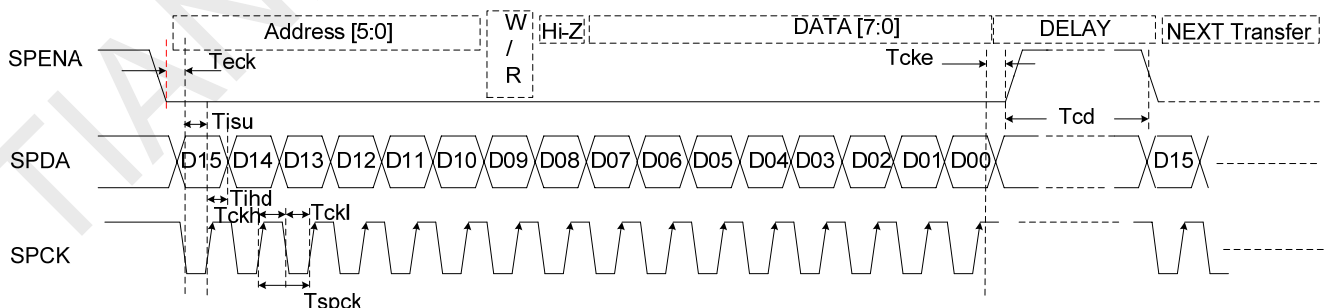 Address [5:0]
W
/
R
Hi-Z
DATA [7:0]
DELAY
NEXT Transfer
SPENA
Teck
Tcke
Tcd
Tisu
SPDA
D15
D14
D13
D12
D11
D10
D09
D08
D07
D06
D05
D04
D03
D02
D01
D00
D15
Tihd
Tckh
Tckl
SPCK
Tspck
TIAN